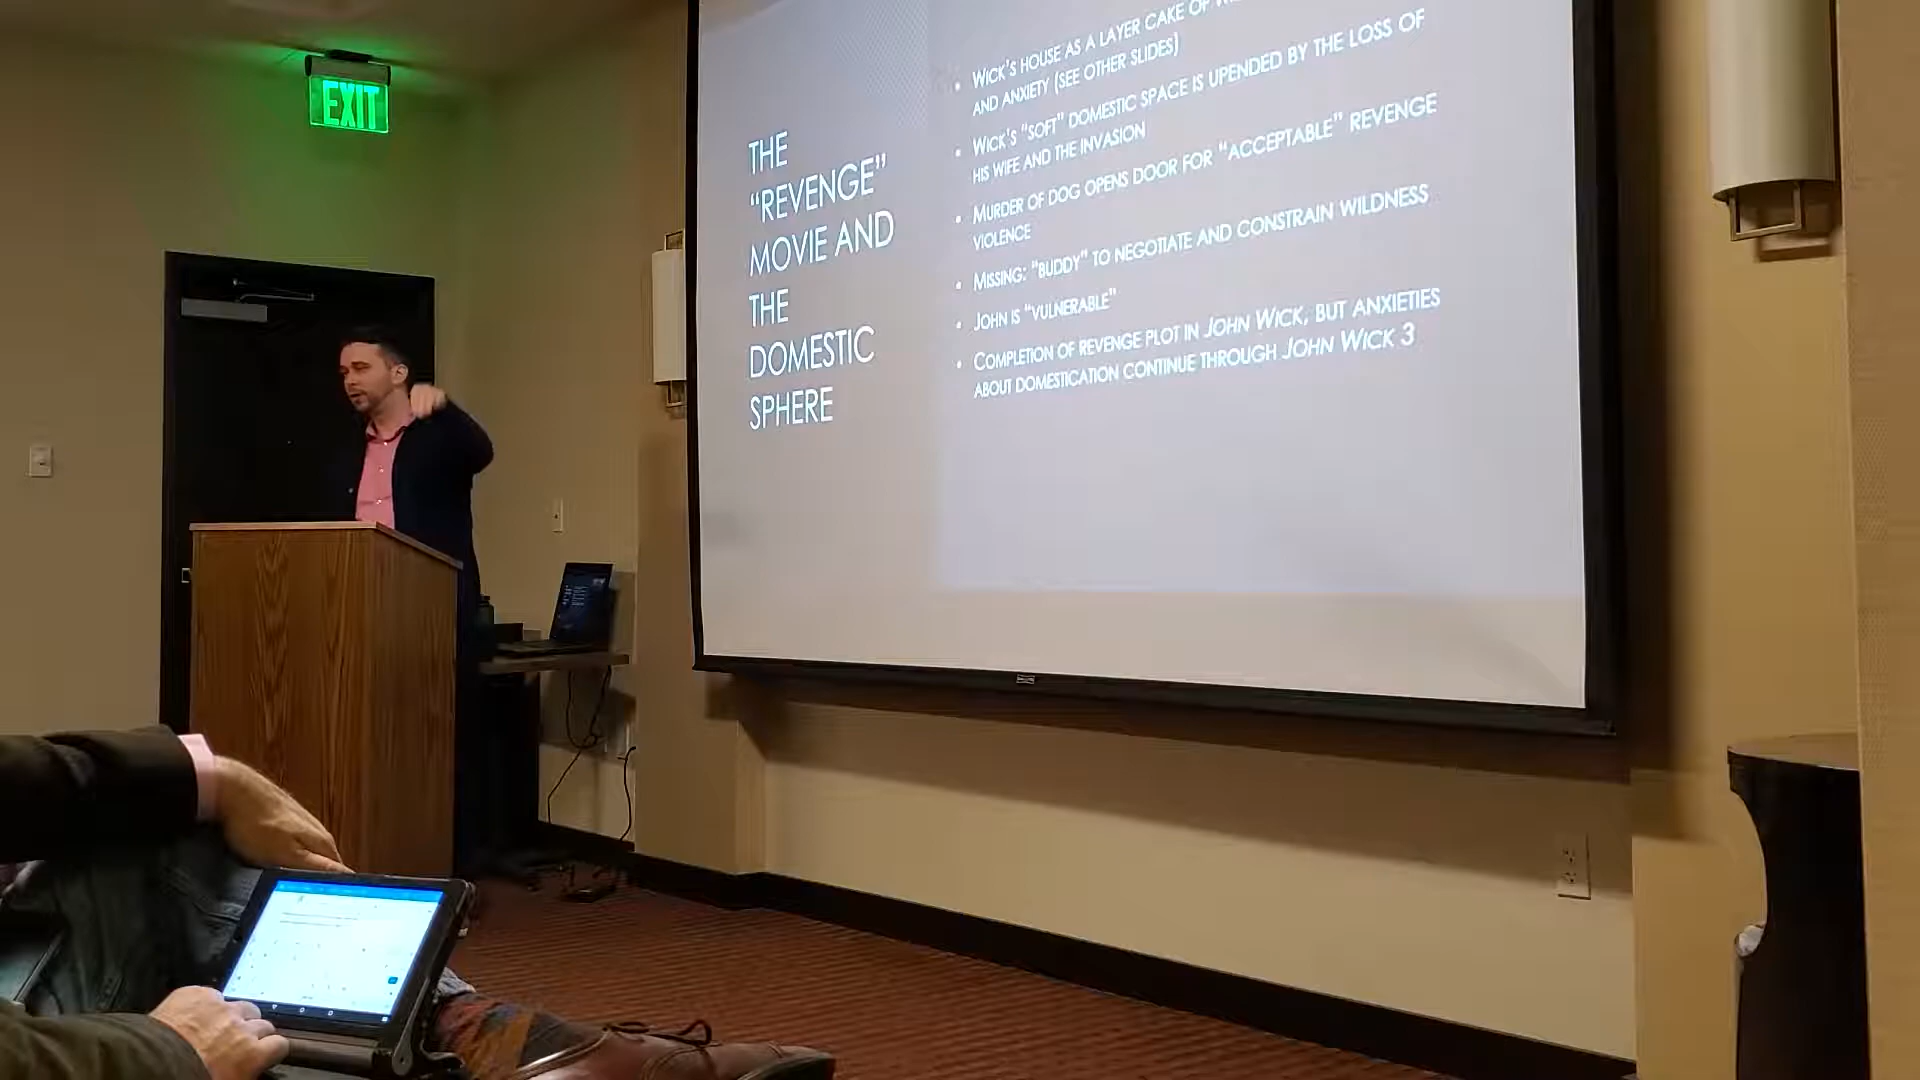 EXIT
THE
“REVENGE”
MOVIE AND
THE
DOMESTIC
SPHERE
• WICK'S HOUSE AS A LAYER CAKE OF
AND ANXIETY (SEE OTHER SLIDES)
• WICK'S “SOFT” DOMESTIC SPACE IS UPENDED BY THE LOSS OF
HIS WIFE AND THE INVASION
• MURDER OF DOG OPENS DOOR FOR “ACCEPTABLE” REVENGE
VIOLENCE
• MISSING: “BUDDY” TO NEGOTIATE AND CONSTRAIN WILDNESS
• JOHN IS “VULNERABLE”
• COMPLETION OF REVENGE PLOT IN JOHN WICK, BUT ANXIETIES
ABOUT DOMESTICATION CONTINUE THROUGH JOHN WICK 3